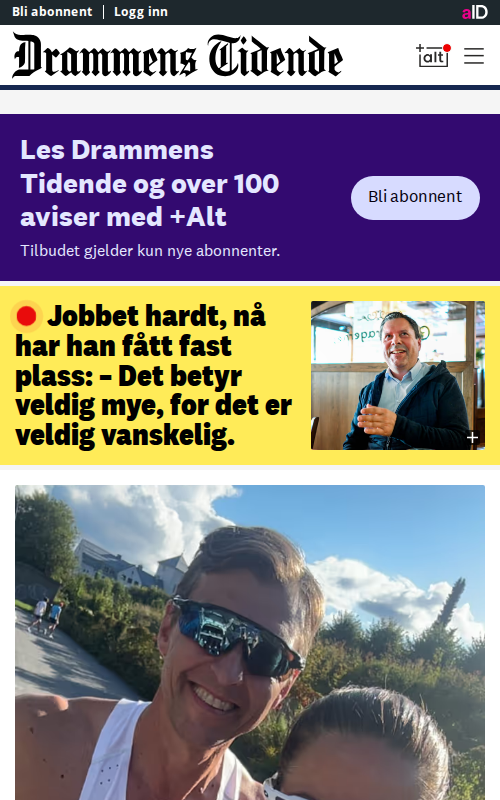 Bli abonnent | Logg inn
aID
Drammens Tidende
+alt
Les Drammens
Tidende og over 100
aviser med +Alt
Bli abonnent
Tilbudet gjelder kun nye abonnenter.
Jobbet hardt, nå
har han fått fast
plass: – Det betyr
veldig mye, for det er
veldig vanskelig.
+